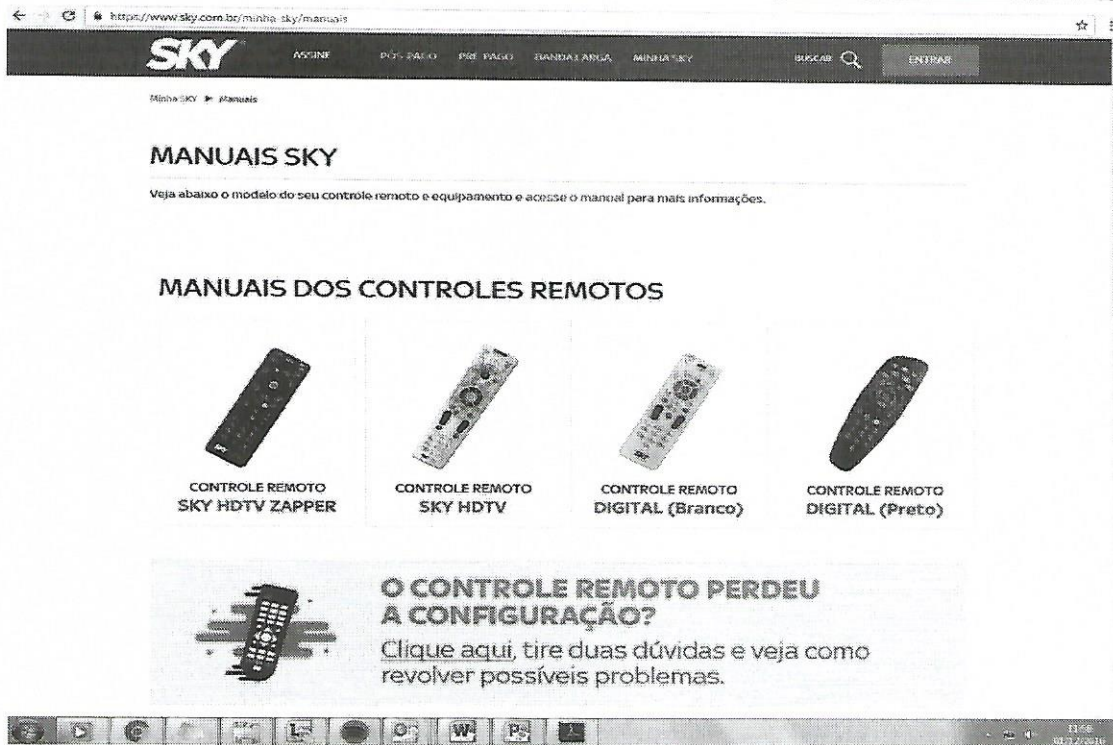 https://www.sky.com.br/minha-sky/manuais
SKY ASSINE PÓS-PAGO PRÉ-PAGO BANDA LARGA MINHA SKY BUSCAR ENTRAR
Minha SKY ► Manuais
MANUAIS SKY
Veja abaixo o modelo do seu controle remoto e equipamento e acesse o manual para mais informações.
MANUAIS DOS CONTROLES REMOTOS
CONTROLE REMOTO
SKY HDTV ZAPPER
CONTROLE REMOTO
SKY HDTV
CONTROLE REMOTO
DIGITAL (Branco)
CONTROLE REMOTO
DIGITAL (Preto)
O CONTROLE REMOTO PERDEU
A CONFIGURAÇÃO?
Clique aqui, tire duas dúvidas e veja como
revolver possíveis problemas.